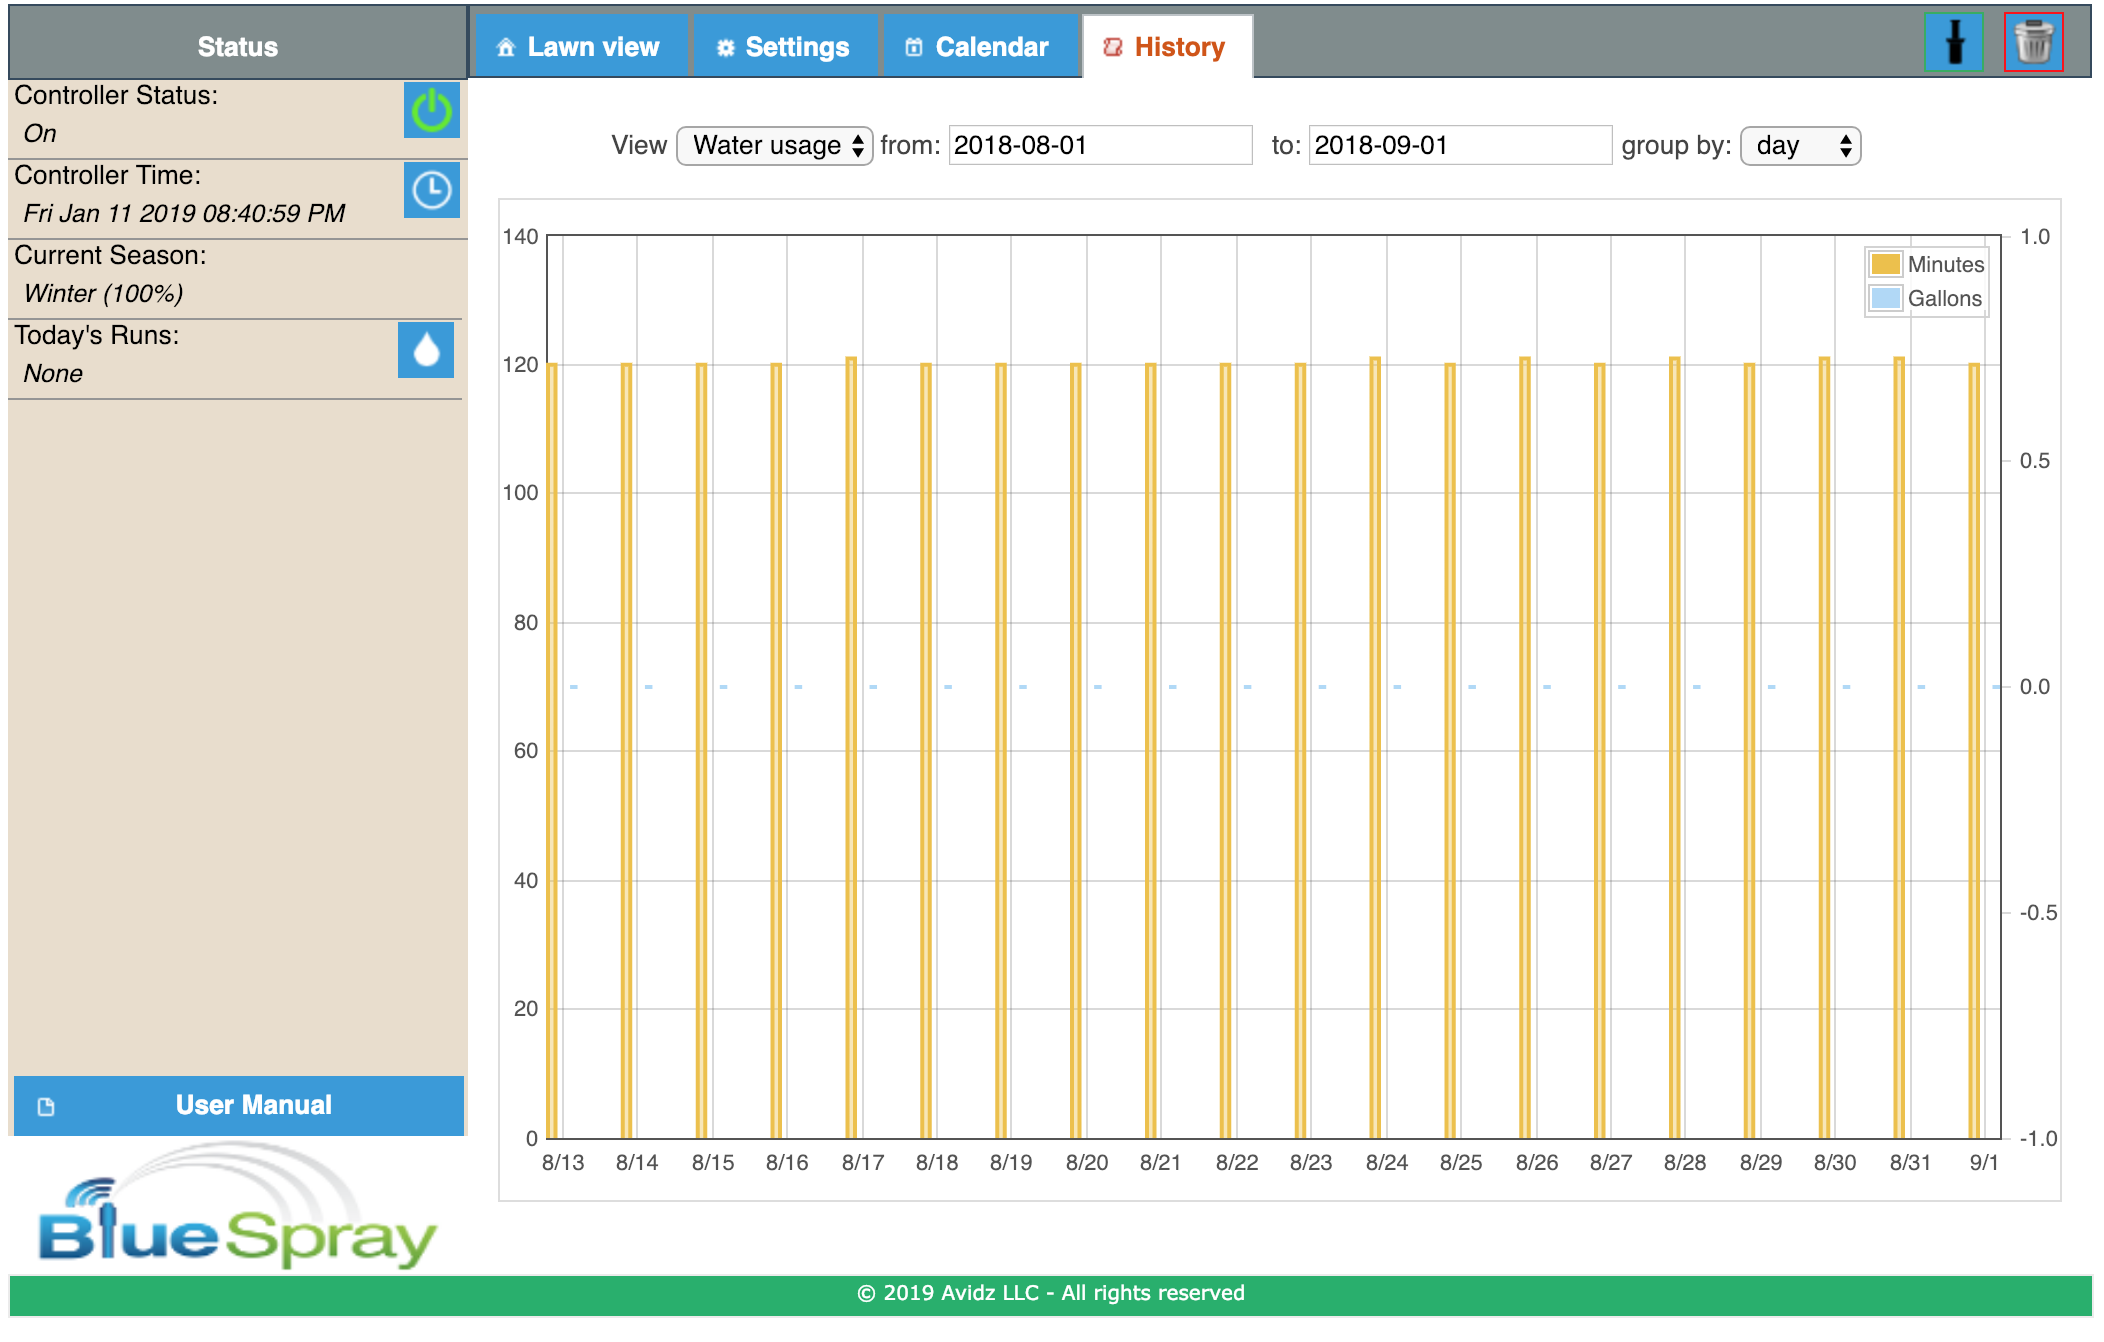 Status
Lawn view
Settings
Calendar
History
Controller Status:
On
Controller Time:
Fri Jan 11 2019 08:40:59 PM
Current Season:
Winter (100%)
Today's Runs:
None
User Manual
BlueSpray
View Water usage from: 2018-08-01 to: 2018-09-01 group by: day
Minutes
Gallons
140
120
100
80
60
40
20
0
1.0
0.5
0.0
-0.5
-1.0
8/13 8/14 8/15 8/16 8/17 8/18 8/19 8/20 8/21 8/22 8/23 8/24 8/25 8/26 8/27 8/28 8/29 8/30 8/31 9/1
© 2019 Avidz LLC - All rights reserved